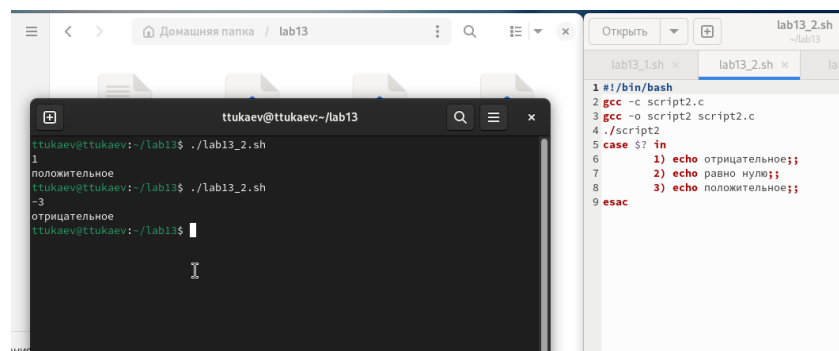 Домашняя папка / lab13
ttukaev@ttukaev:~/lab13
ttukaev@ttukaev:~/lab13$ ./lab13_2.sh
1
положительное
ttukaev@ttukaev:~/lab13$ ./lab13_2.sh
-3
отрицательное
ttukaev@ttukaev:~/lab13$
Открыть
lab13_2.sh
~/lab13
lab13_1.sh
lab13_2.sh
1 #!/bin/bash
2 gcc -c script2.c
3 gcc -o script2 script2.c
4 ./script2
5 case $? in
6 1) echo отрицательное;;
7 2) echo равно нулю;;
8 3) echo положительное;;
9 esac